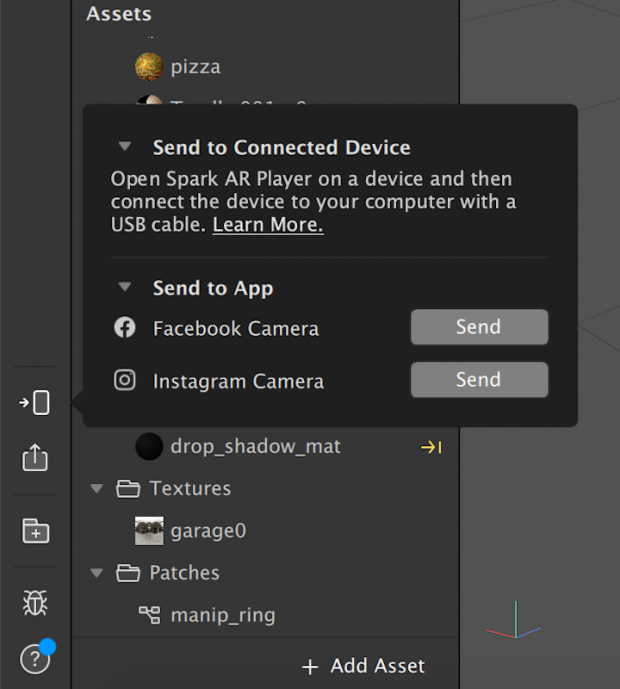 Assets
pizza
Send to Connected Device
Open Spark AR Player on a device and then
connect the device to your computer with a
USB cable. Learn More.
Send to App
Facebook Camera Send
Instagram Camera Send
drop_shadow_mat
Textures
garage0
Patches
manip_ring
?
+ Add Asset